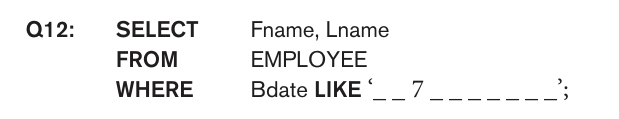 Q12: SELECT Fname, Lname
FROM EMPLOYEE
WHERE Bdate LIKE ‘_ _ 7 _ _ _ _ _ _ _’;